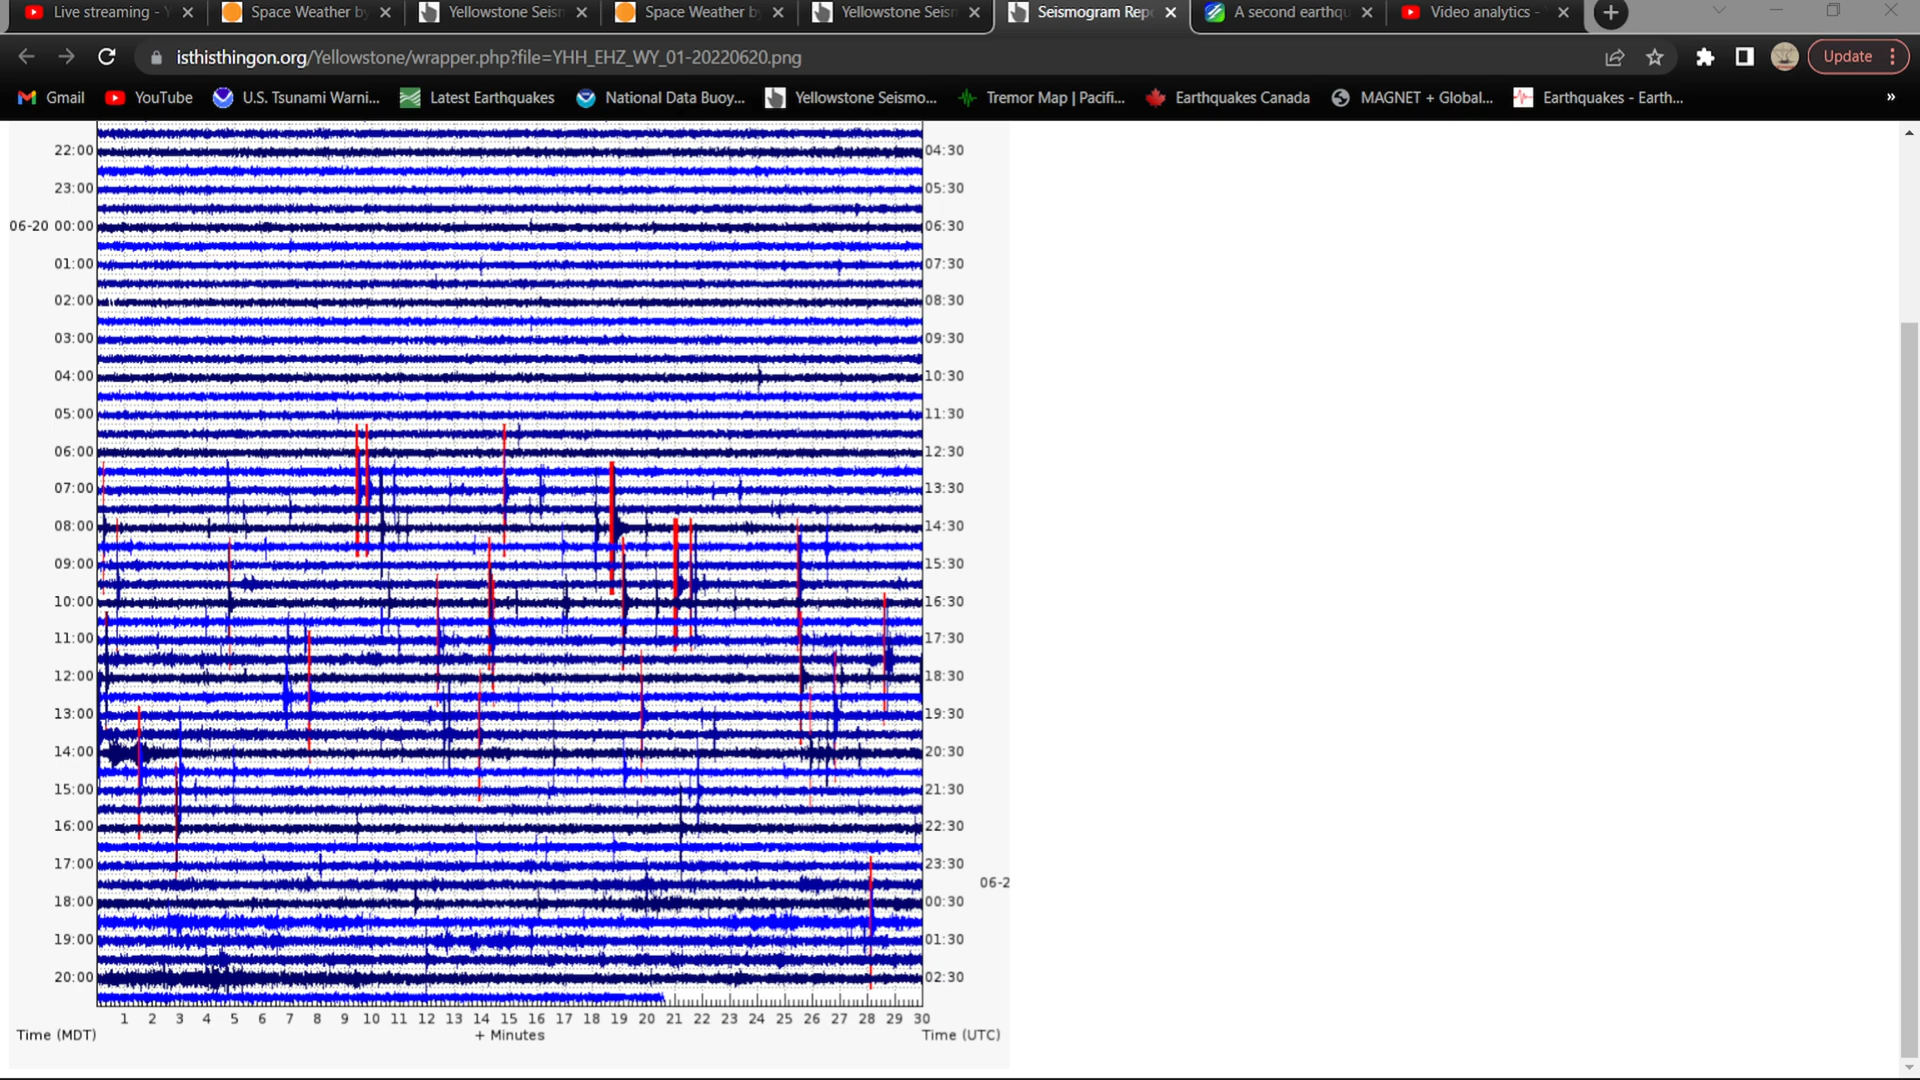 Live streaming -
Space Weather by
Yellowstone Seism
Space Weather by
Yellowstone Seism
Seismogram Repo
A second earthqu
Video analytics -
isthisthingon.org/Yellowstone/wrapper.php?file=YHH_EHZ_WY_01-20220620.png
Update
Gmail
YouTube
U.S. Tsunami Warni...
Latest Earthquakes
National Data Buoy...
Yellowstone Seismo...
Tremor Map | Pacifi...
Earthquakes Canada
MAGNET + Global...
Earthquakes - Earth...
»
22:00 04:30
23:00 05:30
06-20 00:00 06:30
01:00 07:30
02:00 08:30
03:00 09:30
04:00 10:30
05:00 11:30
06:00 12:30
07:00 13:30
08:00 14:30
09:00 15:30
10:00 16:30
11:00 17:30
12:00 18:30
13:00 19:30
14:00 20:30
15:00 21:30
16:00 22:30
17:00 23:30
06-2
18:00 00:30
19:00 01:30
20:00 02:30
1 2 3 4 5 6 7 8 9 10 11 12 13 14 15 16 17 18 19 20 21 22 23 24 25 26 27 28 29 30
Time (MDT) + Minutes Time (UTC)